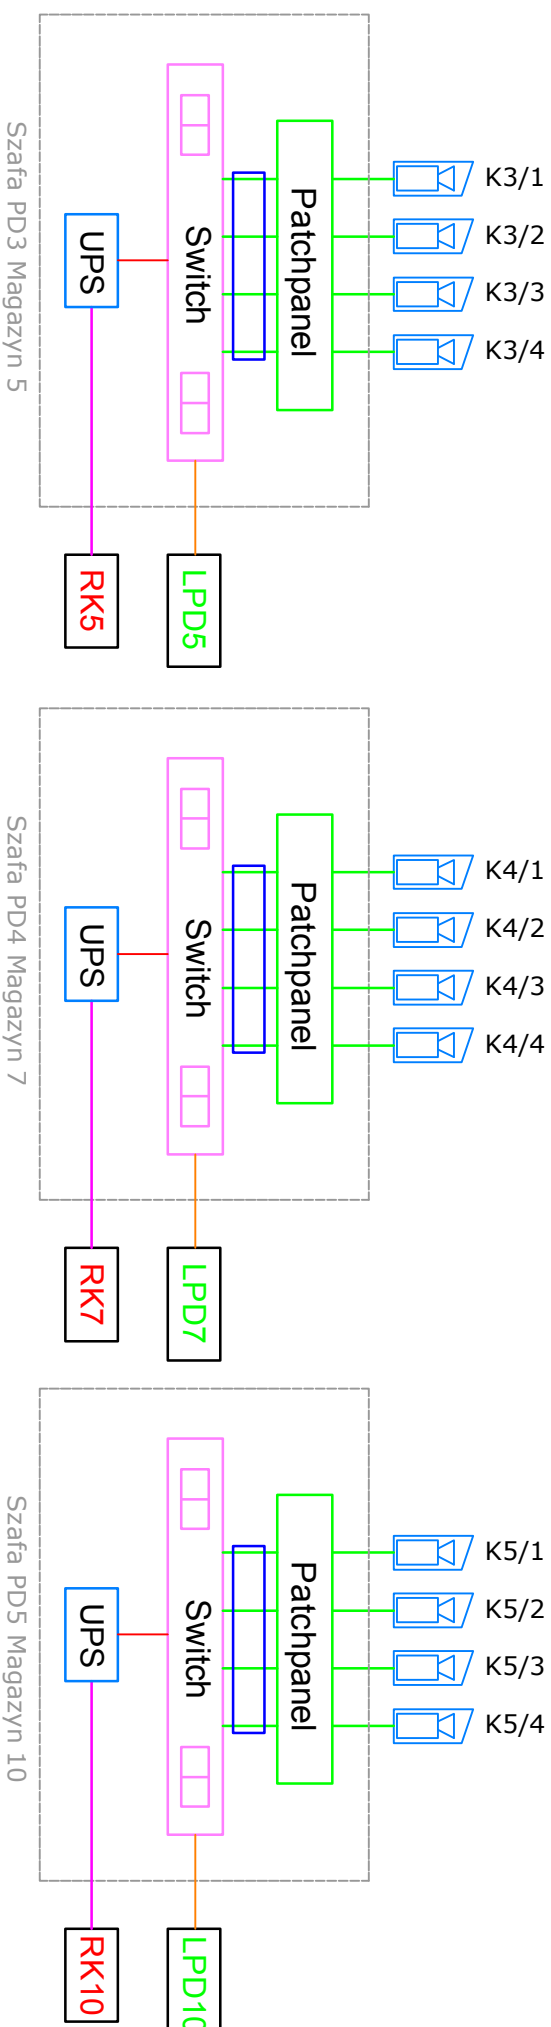 K3/1
K3/2
K3/3
K3/4
Patchpanel
Switch
UPS
Szafa PD3 Magazyn 5
RK5
LPD5
K4/1
K4/2
K4/3
K4/4
Patchpanel
Switch
UPS
Szafa PD4 Magazyn 7
RK7
LPD7
K5/1
K5/2
K5/3
K5/4
Patchpanel
Switch
UPS
Szafa PD5 Magazyn 10
RK10
LPD10